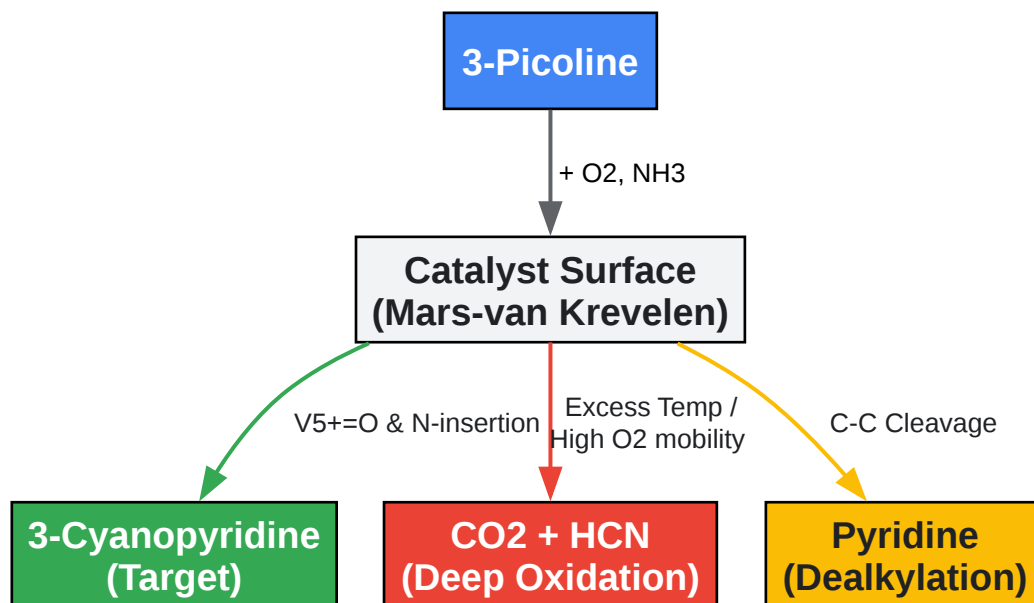 3-Picoline
+ O2, NH3
Catalyst Surface
(Mars-van Krevelen)
V5+=O & N-insertion
Excess Temp /
High O2 mobility
C-C Cleavage
3-Cyanopyridine
(Target)
CO2 + HCN
(Deep Oxidation)
Pyridine
(Dealkylation)